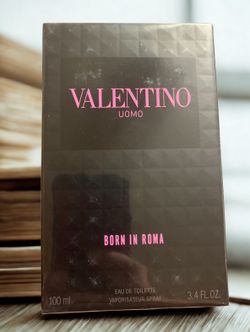 VALENTINO
UOMO
BORN IN ROMA
EAU DE TOILETTE
VAPORISATEUR SPRAY
100 ml
3.4 FL.OZ.